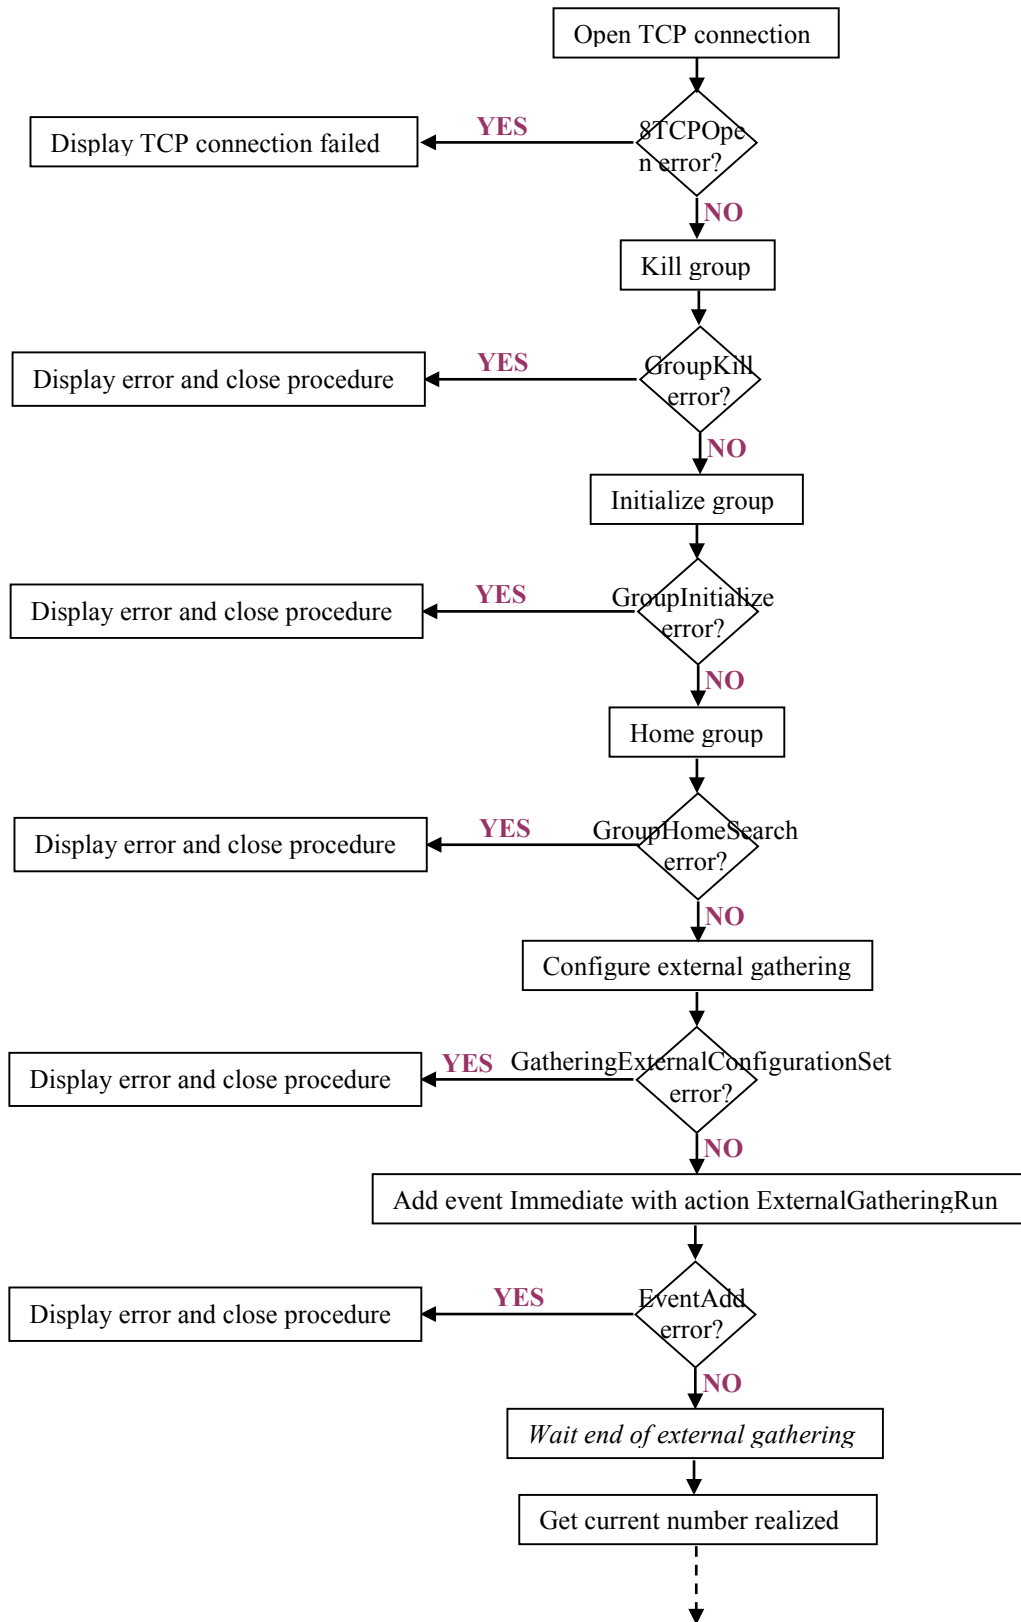 Open TCP connection
YES
8TCPOpe
n error?
Display TCP connection failed
NO
Kill group
YES
GroupKill
error?
Display error and close procedure
NO
Initialize group
YES
GroupInitialize
error?
Display error and close procedure
NO
Home group
YES
GroupHomeSearch
error?
Display error and close procedure
NO
Configure external gathering
YES
GatheringExternalConfigurationSet
error?
Display error and close procedure
NO
Add event Immediate with action ExternalGatheringRun
YES
EventAdd
error?
Display error and close procedure
NO
Wait end of external gathering
Get current number realized